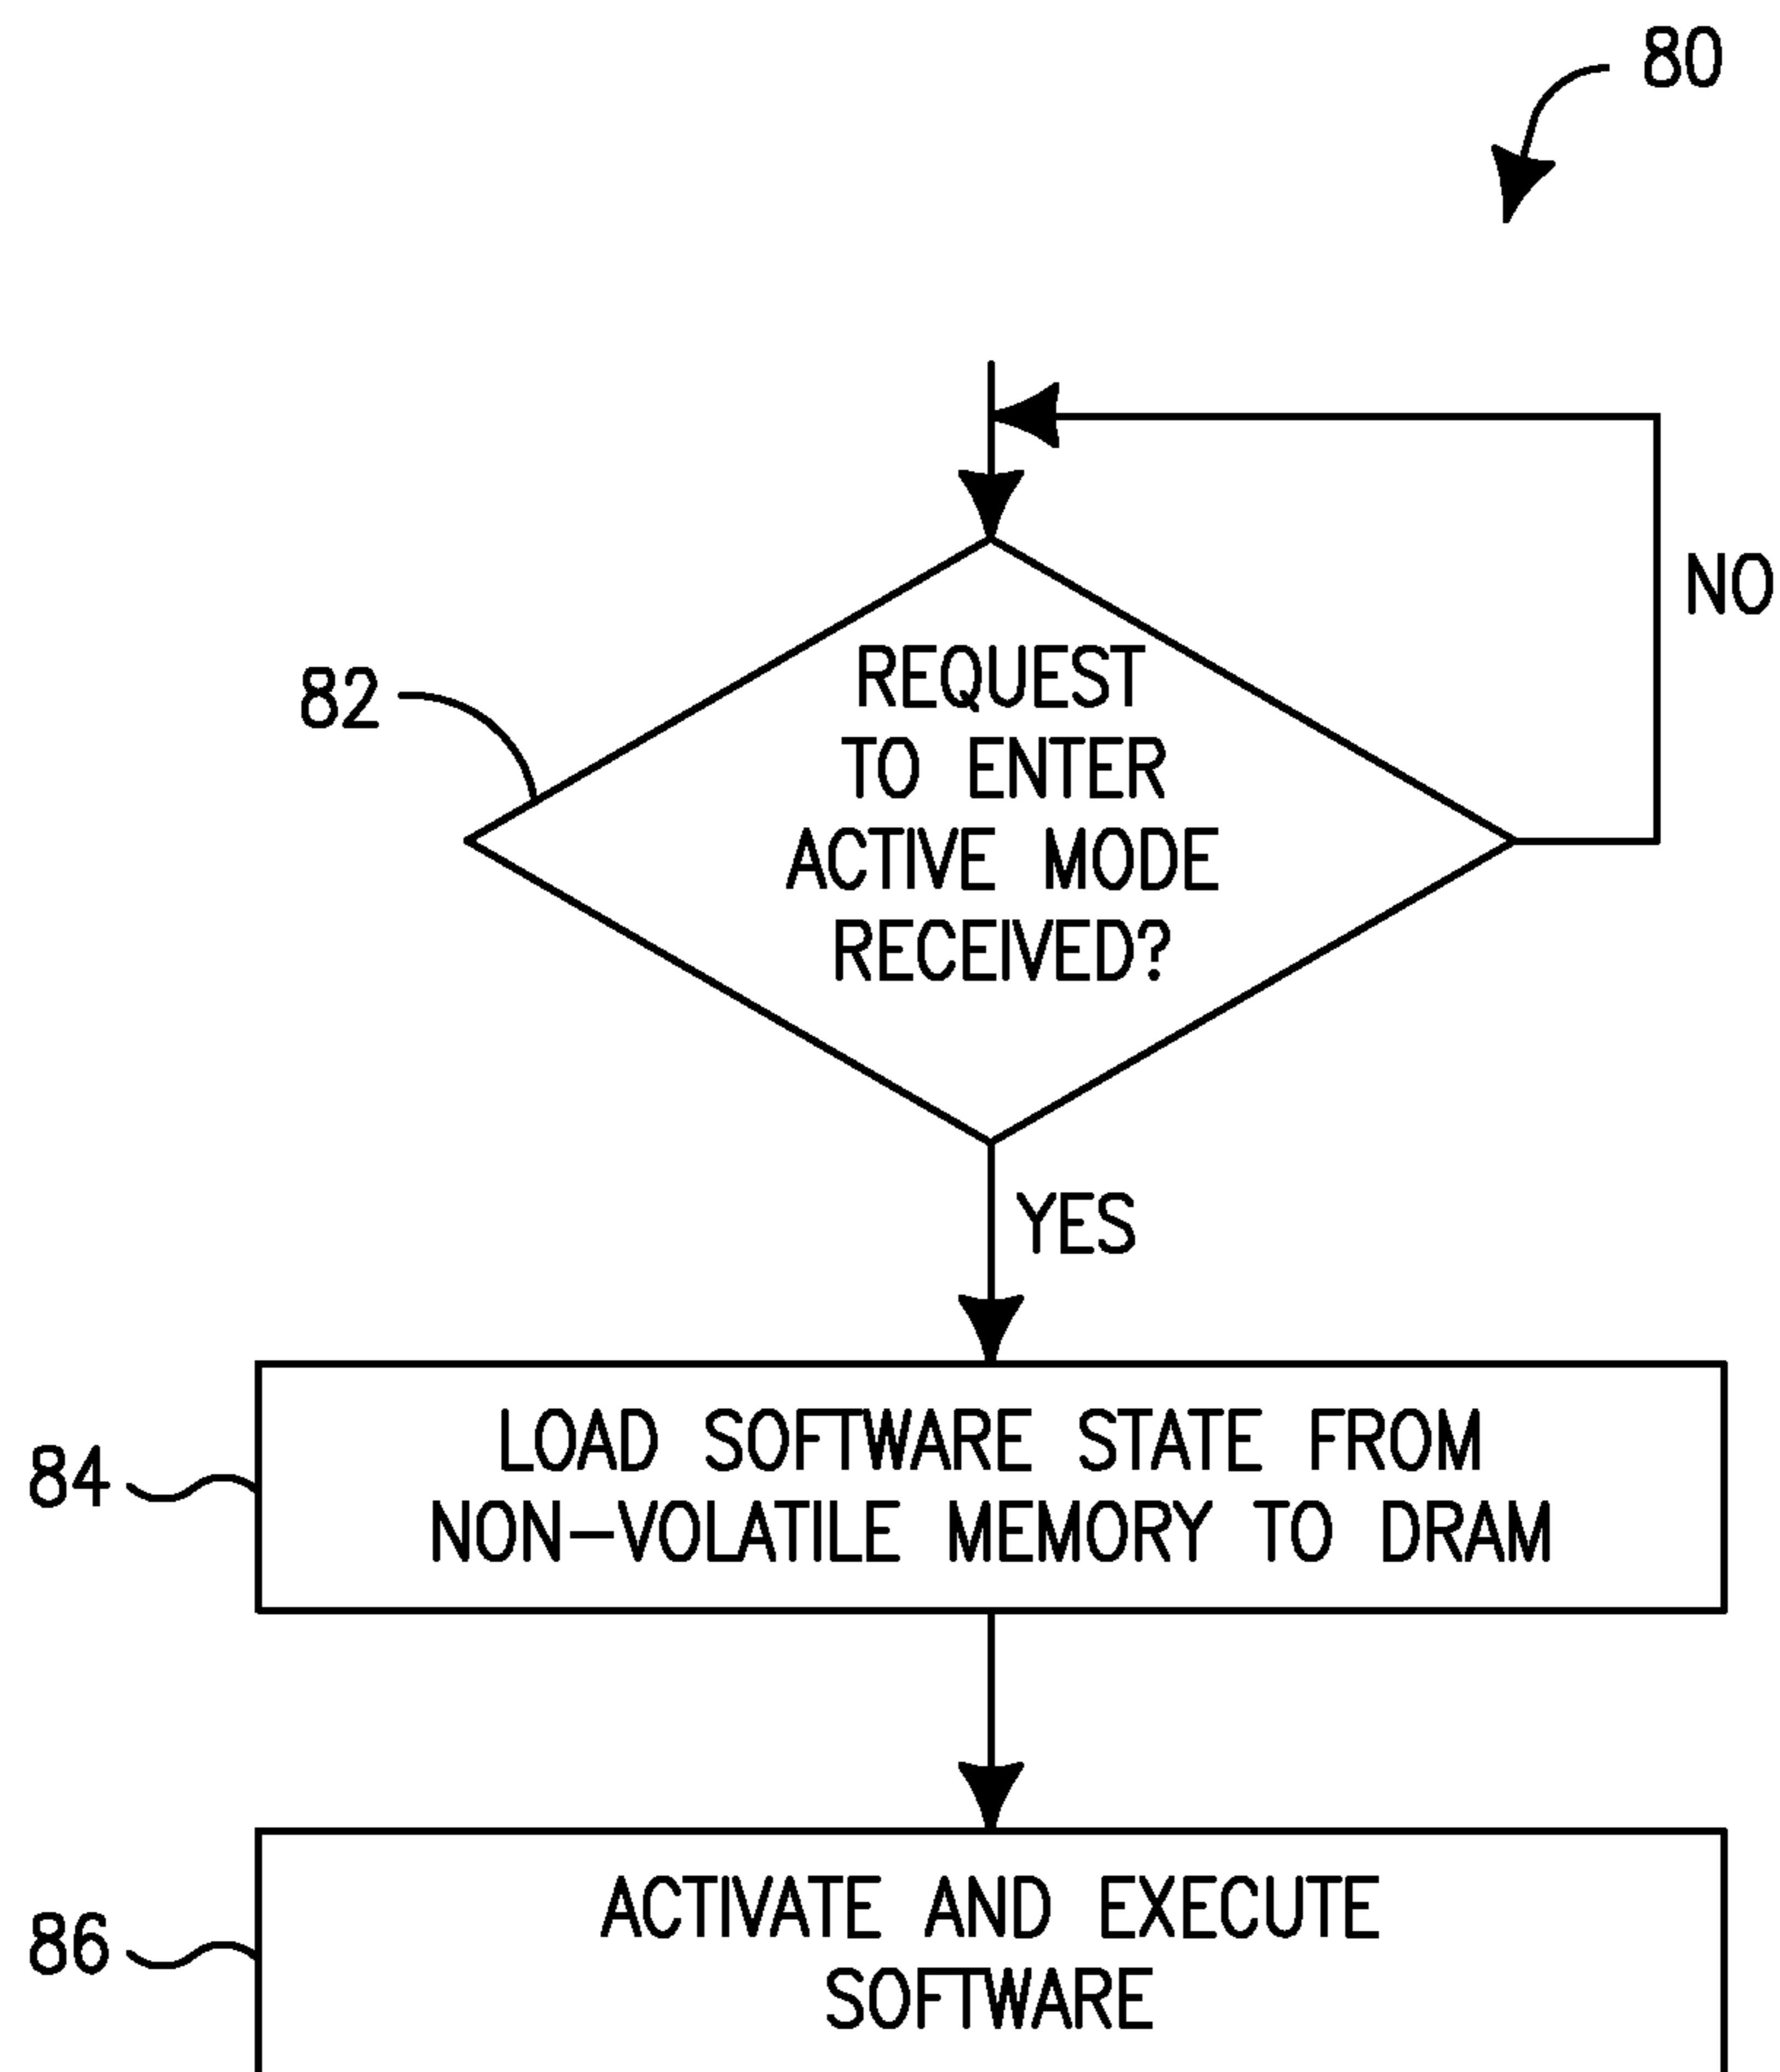 80
NO
82
REQUEST
TO ENTER
ACTIVE MODE
RECEIVED?
YES
84
LOAD SOFTWARE STATE FROM
NON-VOLATILE MEMORY TO DRAM
86
ACTIVATE AND EXECUTE
SOFTWARE